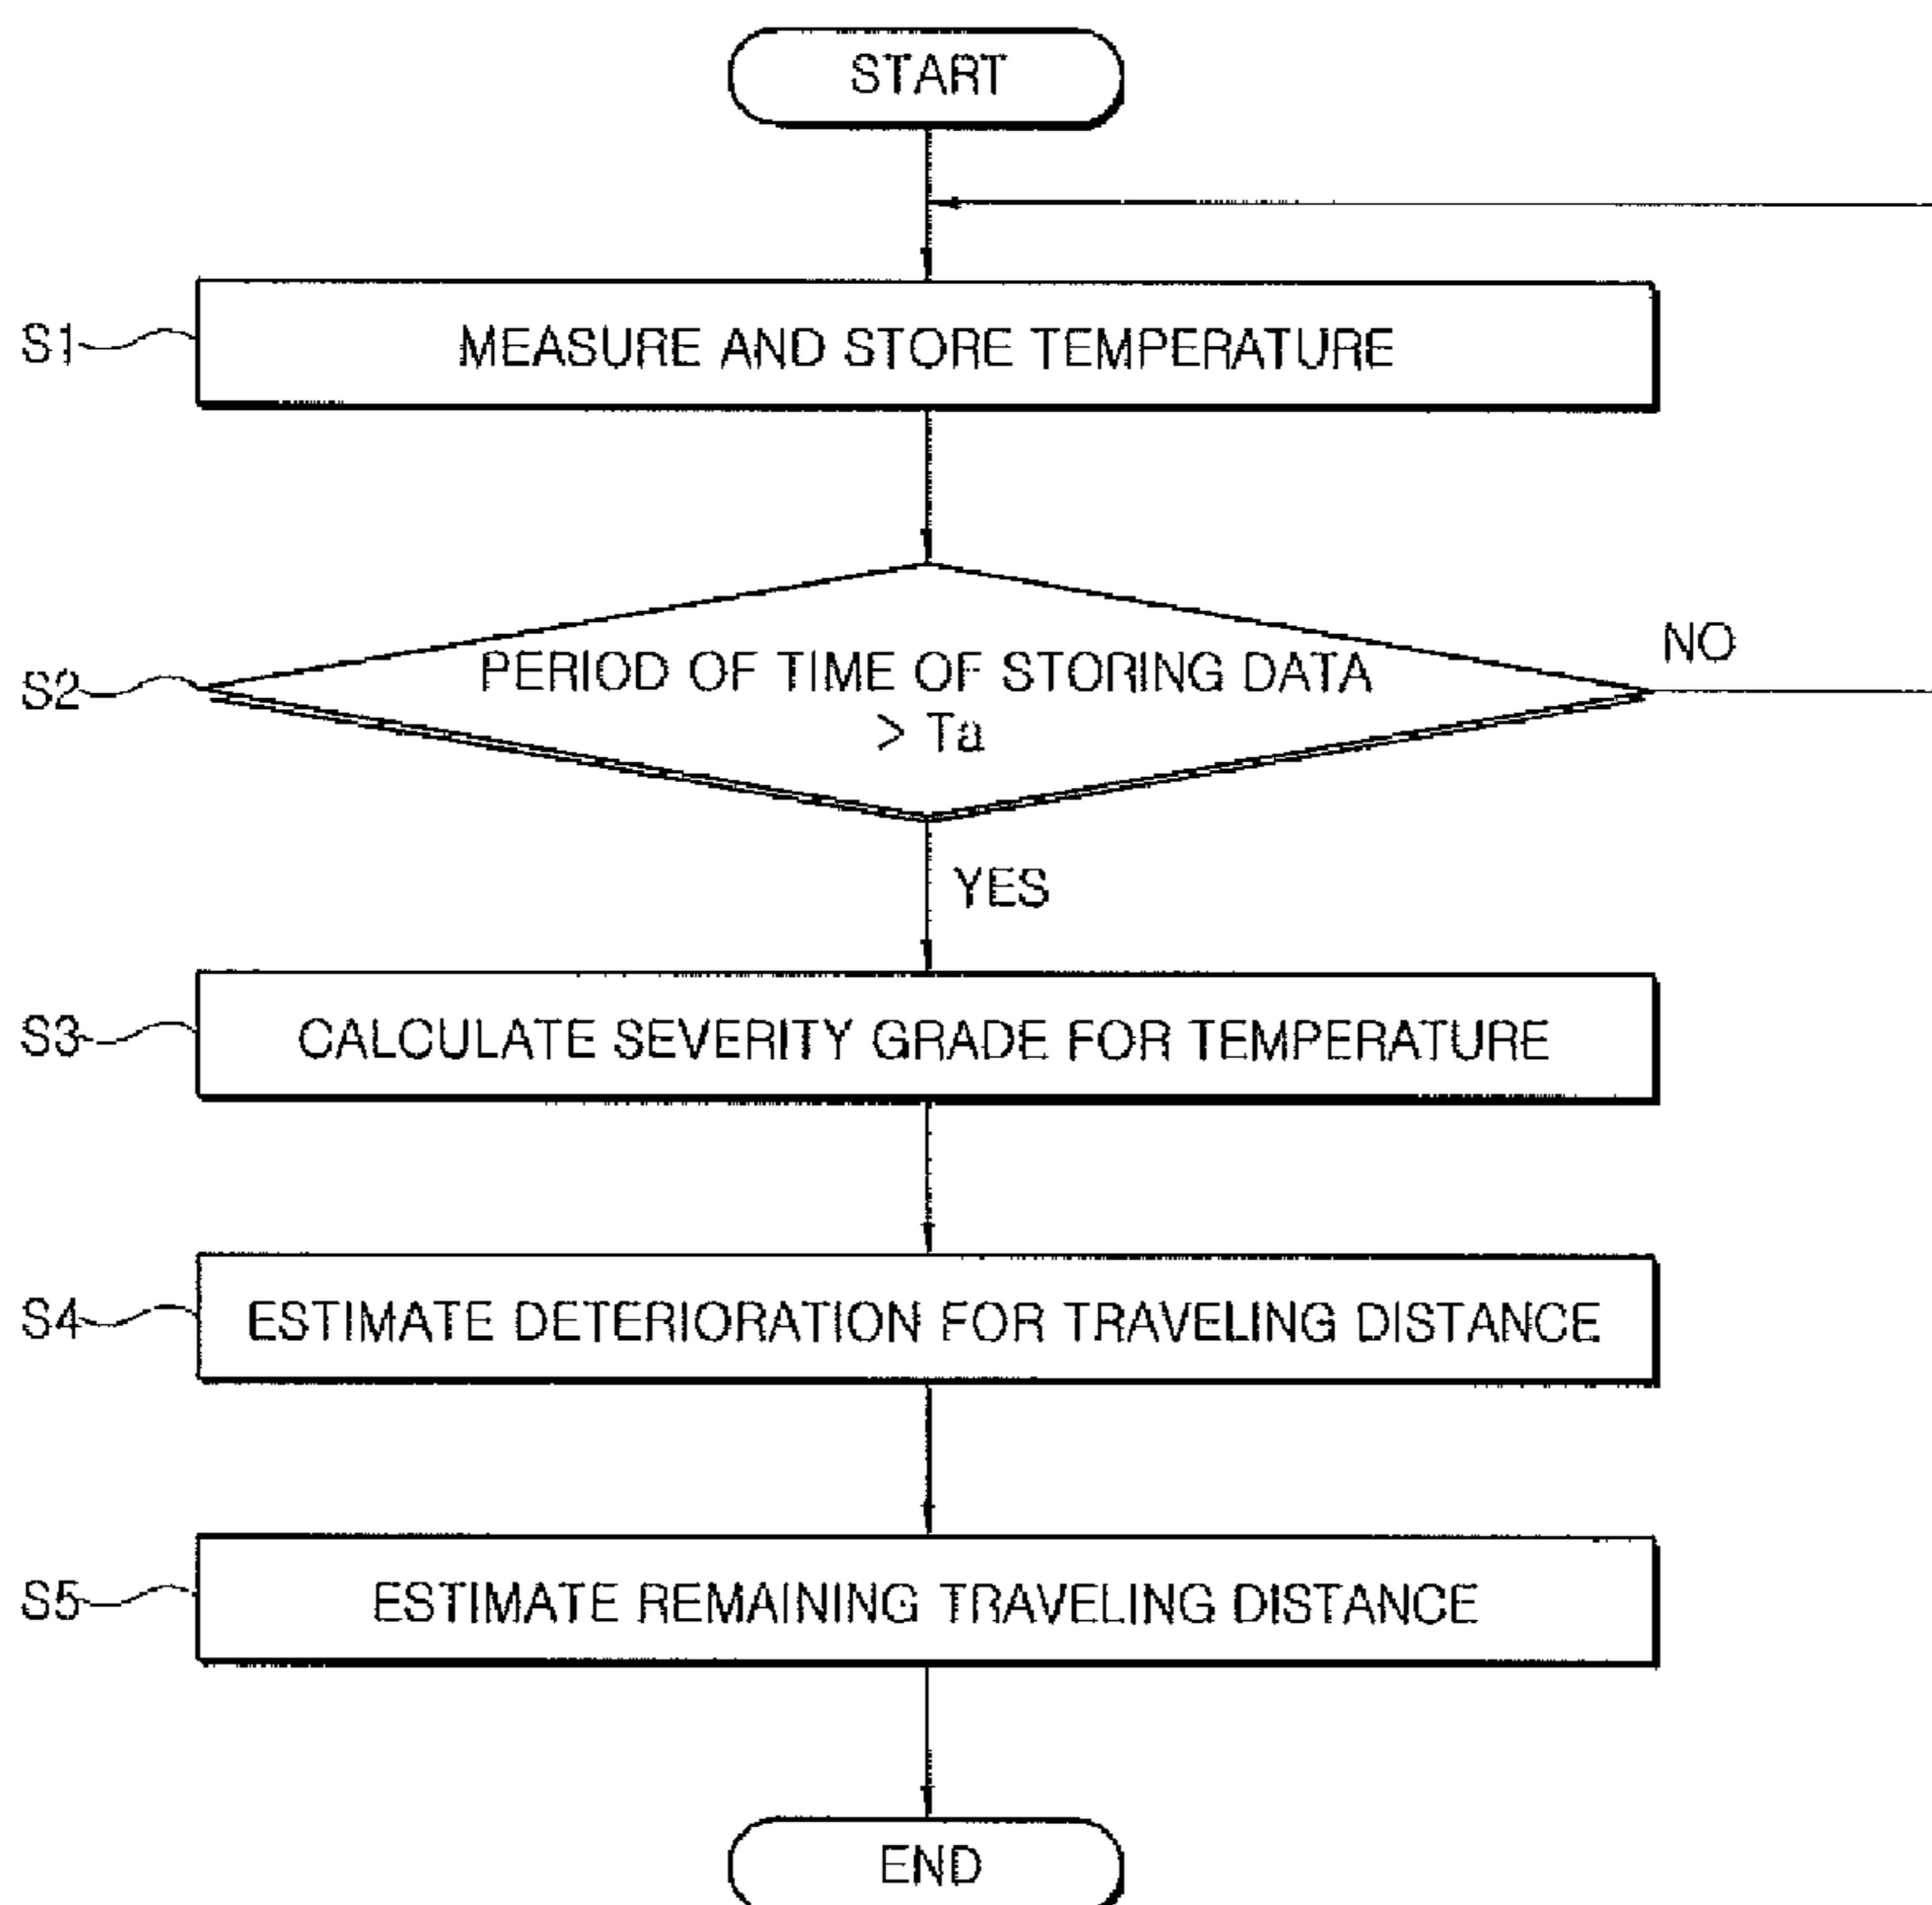 START
S1
MEASURE AND STORE TEMPERATURE
S2
PERIOD OF TIME OF STORING DATA
> Ta
NO
YES
S3
CALCULATE SEVERITY GRADE FOR TEMPERATURE
S4
ESTIMATE DETERIORATION FOR TRAVELING DISTANCE
S5
ESTIMATE REMAINING TRAVELING DISTANCE
END